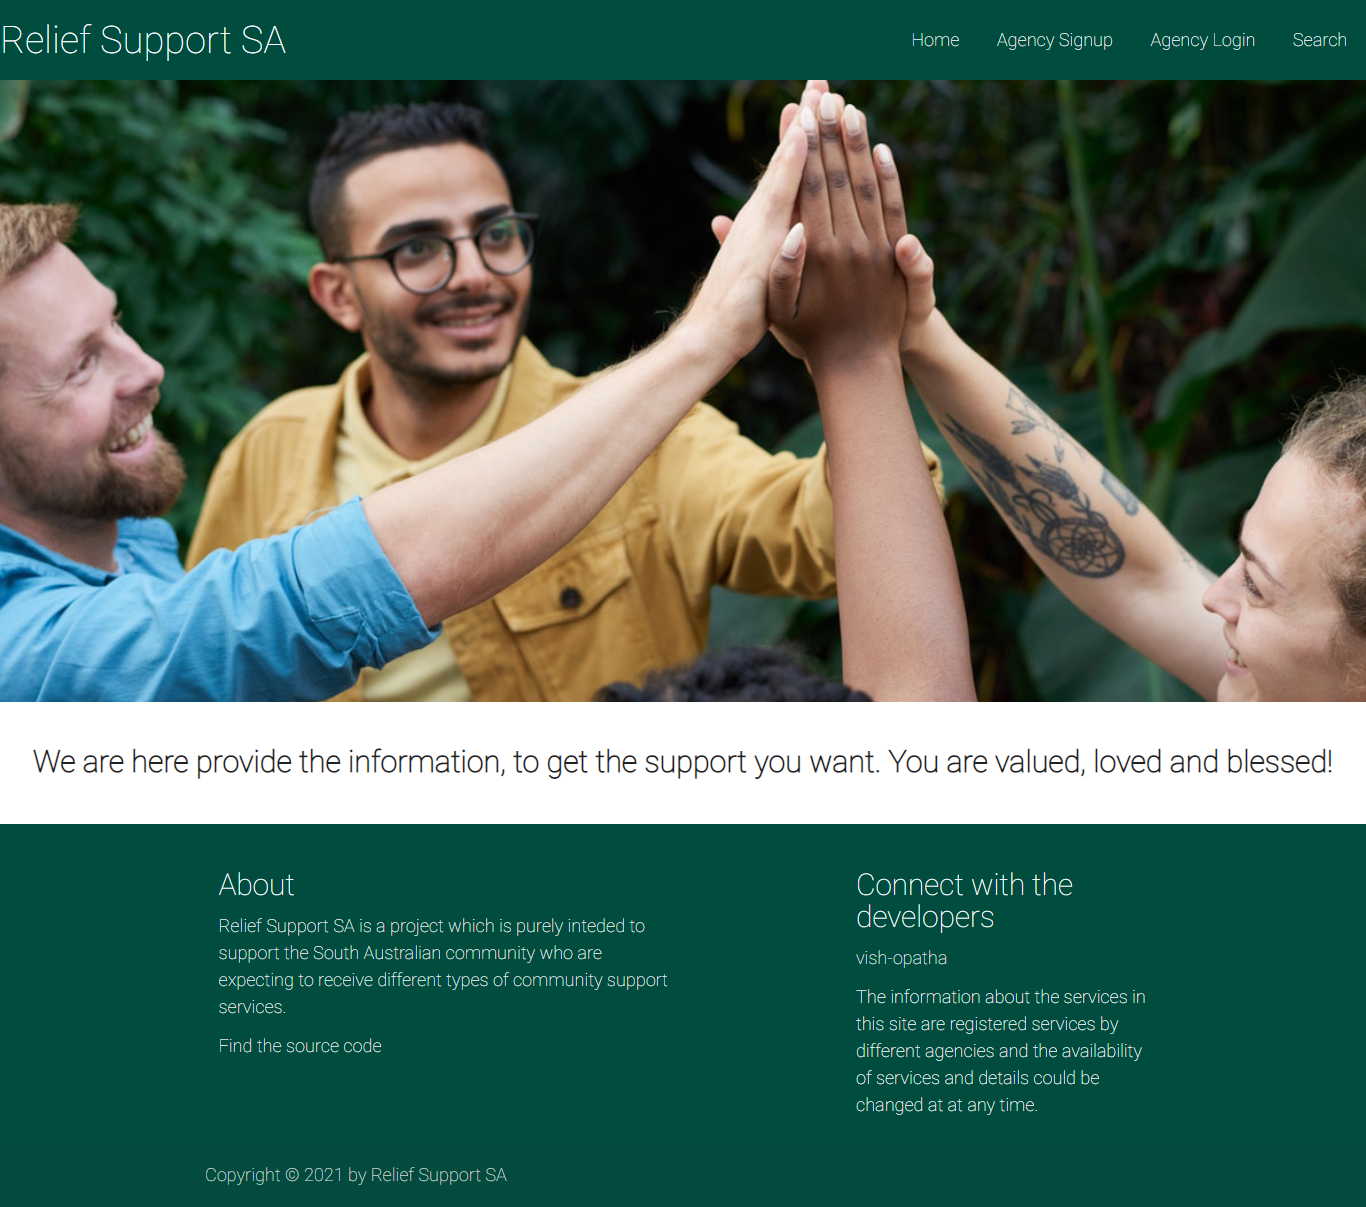 Relief Support SA
Home
Agency Signup
Agency Login
Search
We are here provide the information, to get the support you want. You are valued, loved and blessed!
About
Relief Support SA is a project which is purely inteded to
support the South Australian community who are
expecting to receive different types of community support
services.
Find the source code
Connect with the
developers
vish-opatha
The information about the services in
this site are registered services by
different agencies and the availability
of services and details could be
changed at at any time.
Copyright © 2021 by Relief Support SA